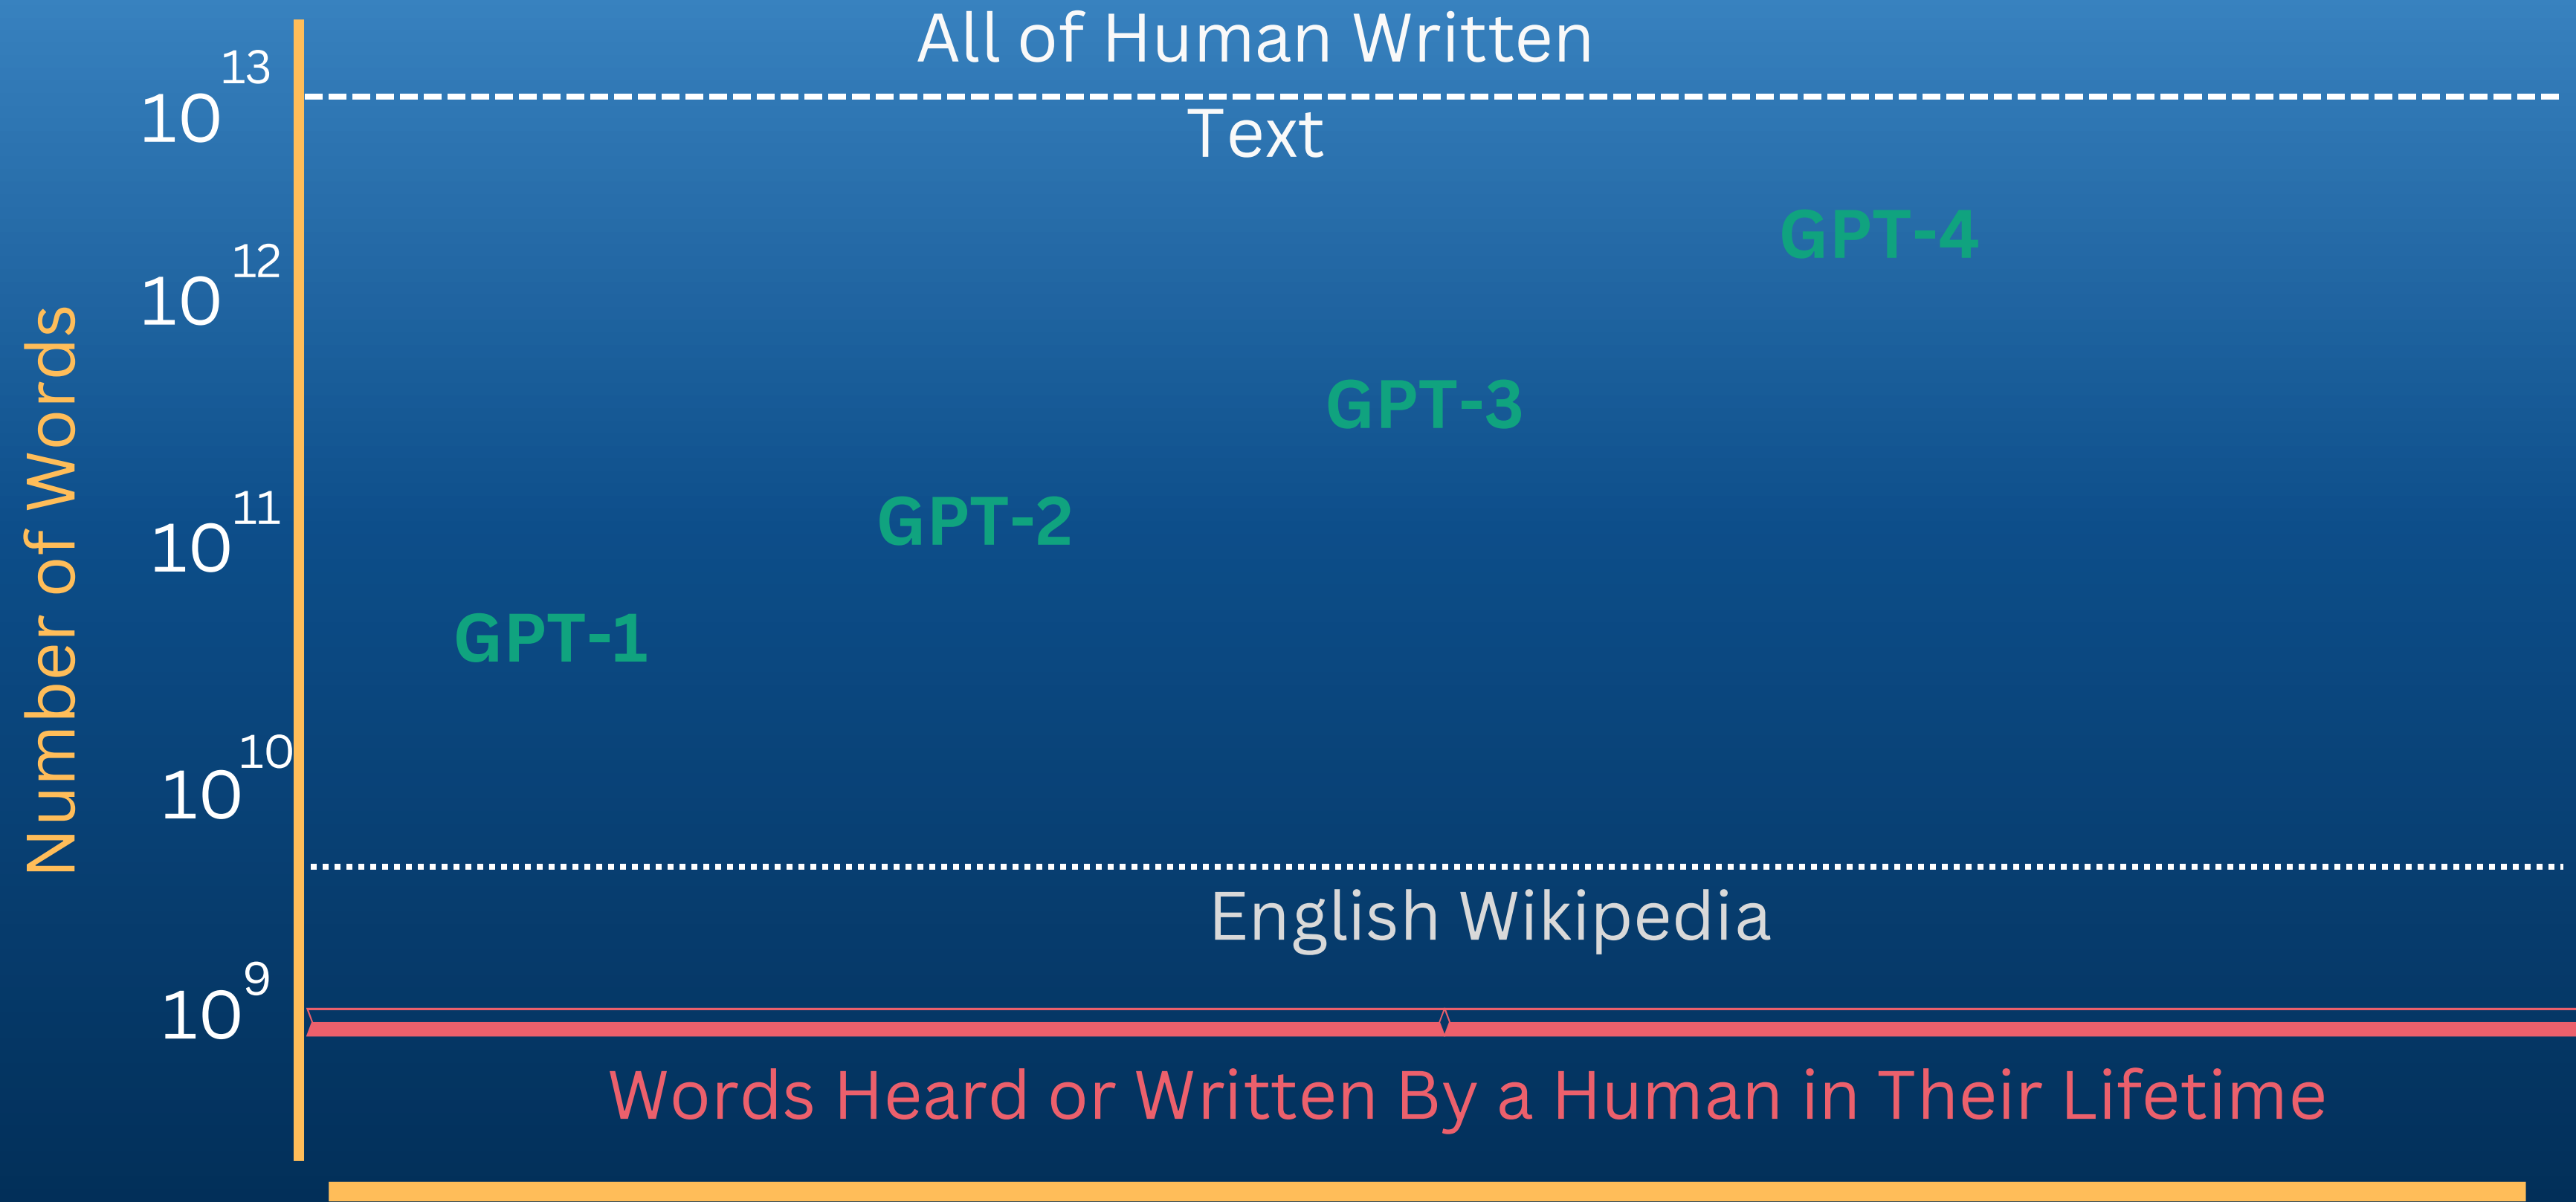 All of Human Written
10^13
Text
GPT-4
10^12
GPT-3
GPT-2
10^11
GPT-1
10^10
English Wikipedia
10^9
Words Heard or Written By a Human in Their Lifetime
Number of Words